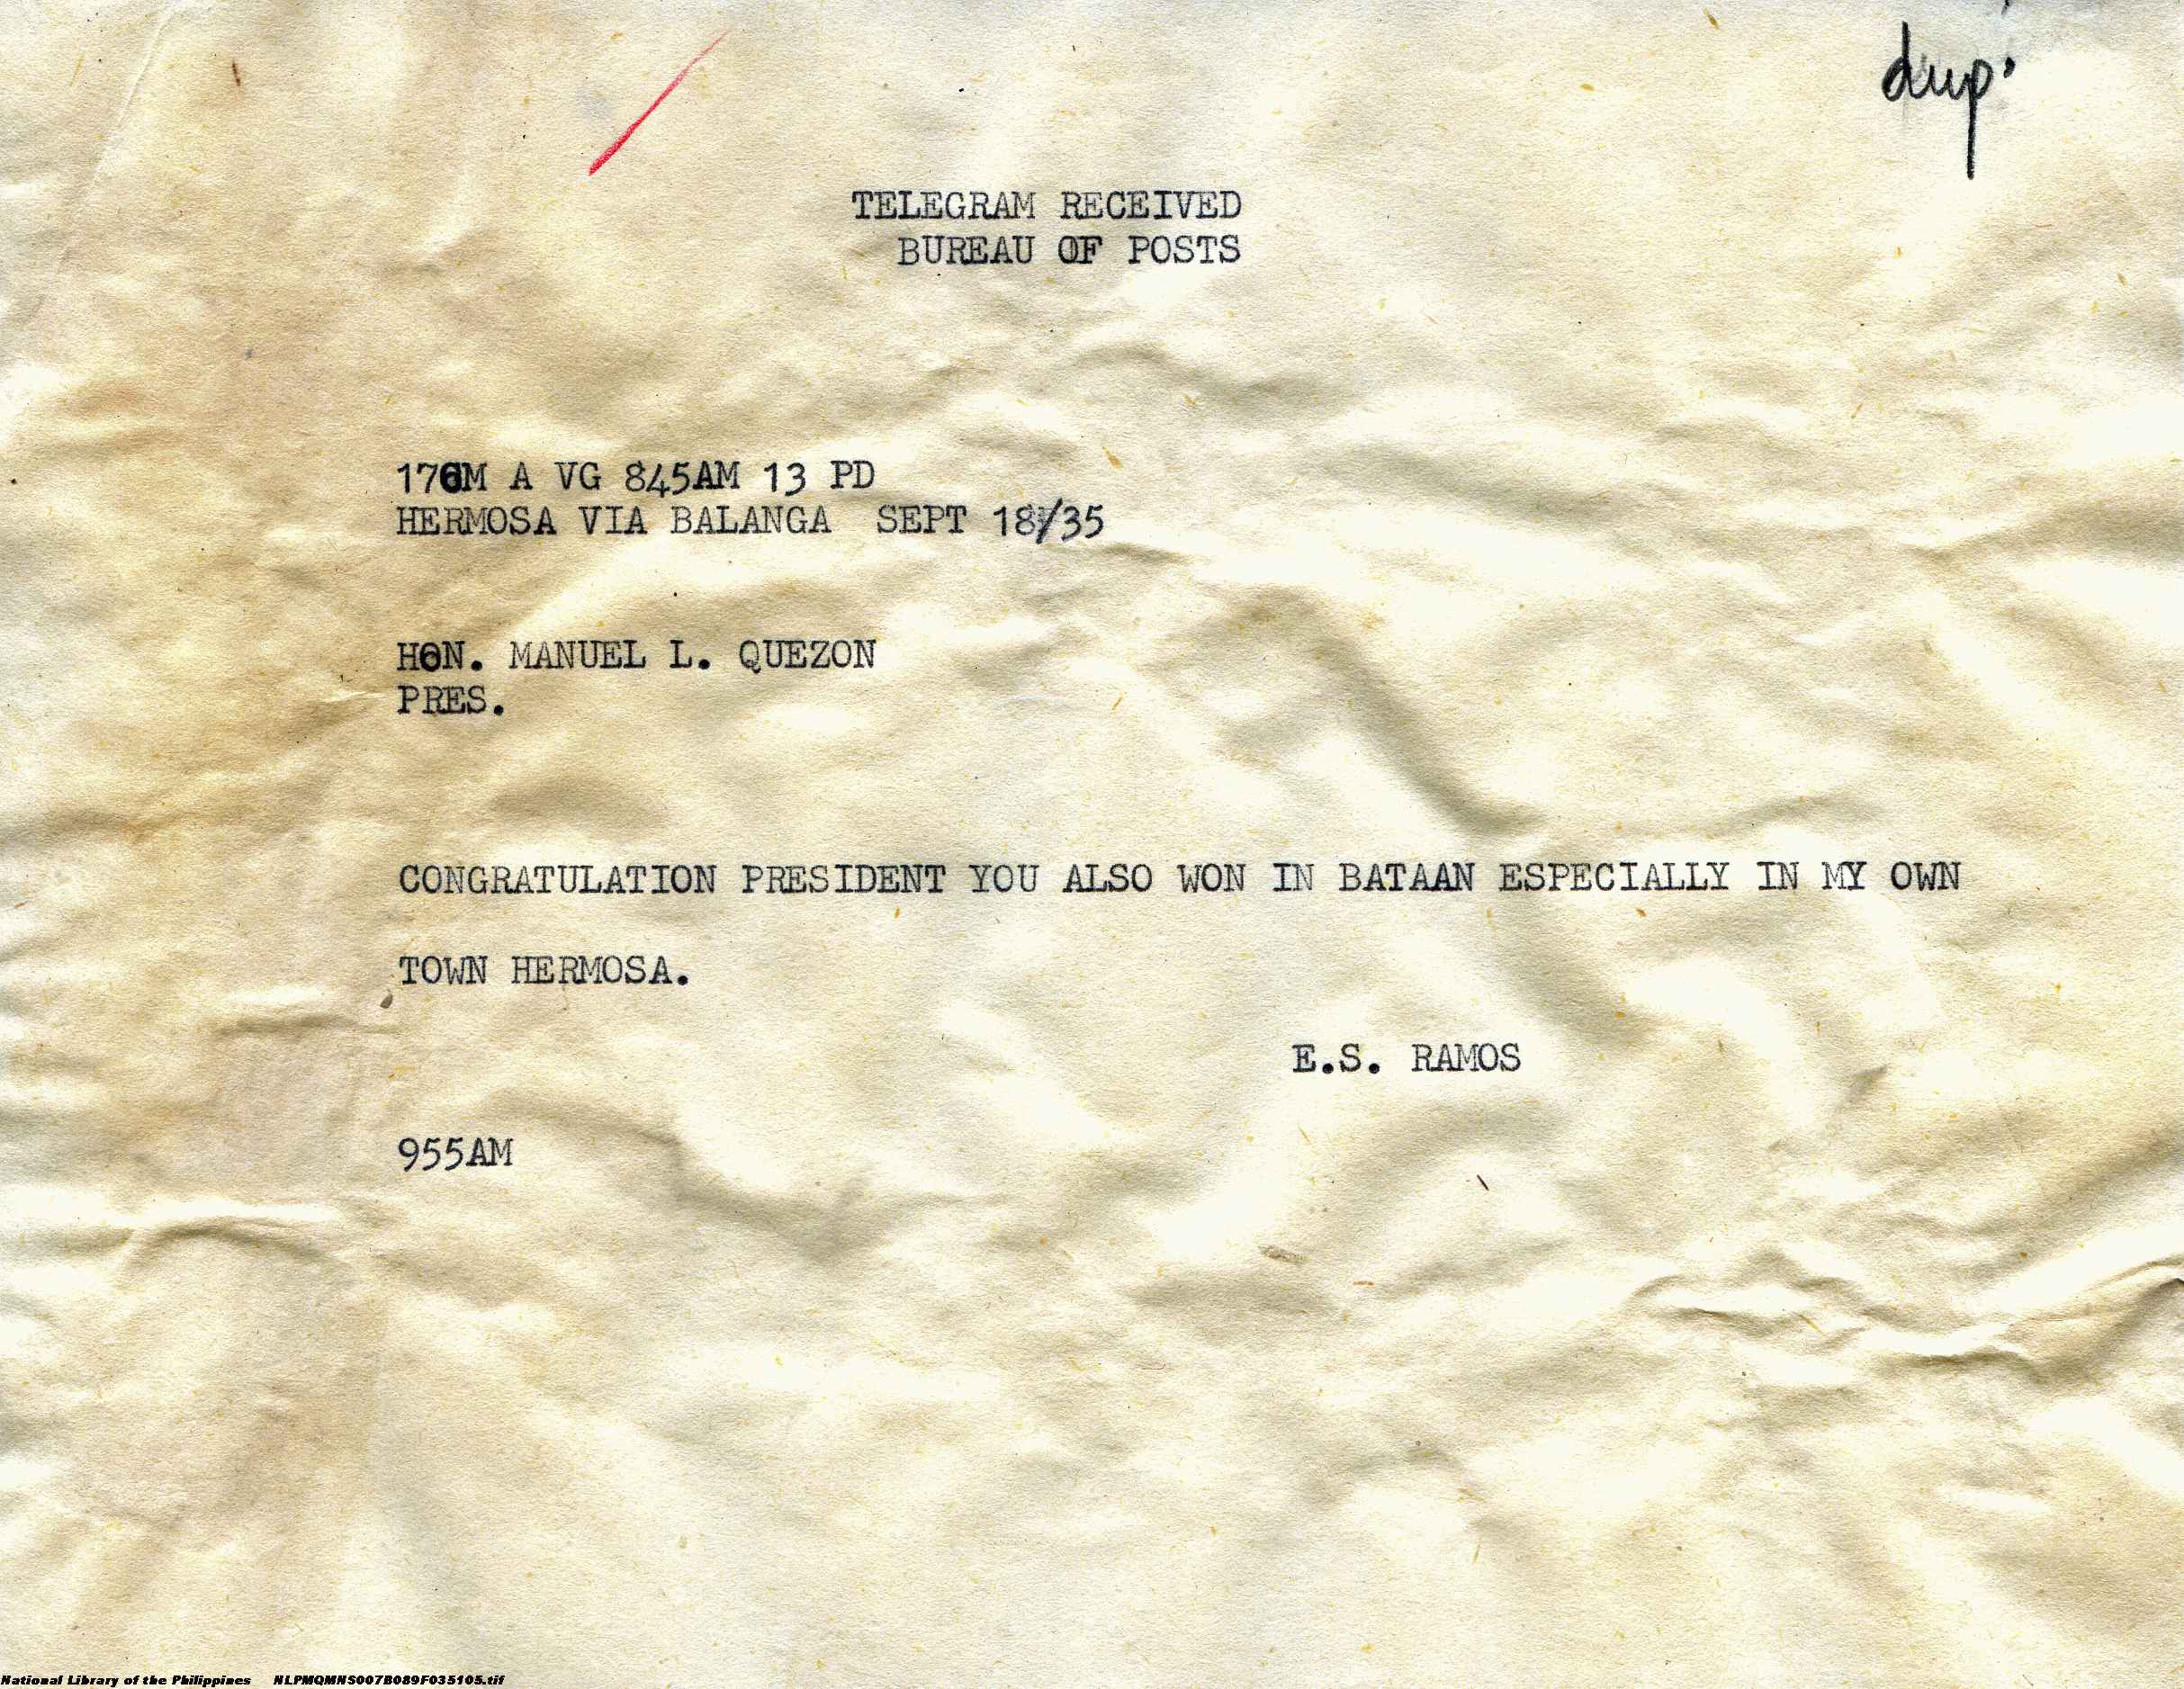 dup.
TELEGRAM RECEIVED
BUREAU OF POSTS
176M A VG 845AM 13 PD
HERMOSA VIA BALANGA SEPT 18/35
HON. MANUEL L. QUEZON
PRES.
CONGRATULATION PRESIDENT YOU ALSO WON IN BATAAN ESPECIALLY IN MY OWN
TOWN HERMOSA.
E.S. RAMOS
955AM
National Library of the Philippines NLPMQMNS007B089F035105.tif